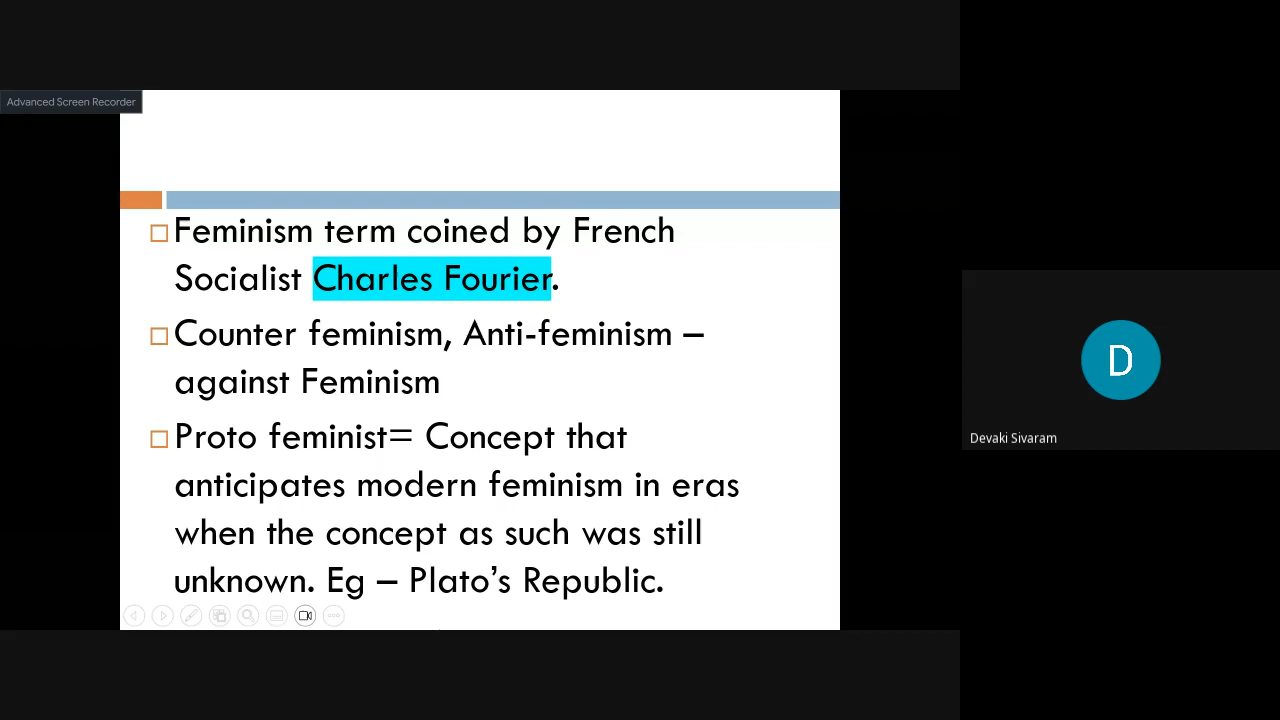 Advanced Screen Recorder
Feminism term coined by French
Socialist Charles Fourier.
Counter feminism, Anti-feminism –
against Feminism
Proto feminist= Concept that
anticipates modern feminism in eras
when the concept as such was still
unknown. Eg – Plato’s Republic.
D
Devaki Sivaram